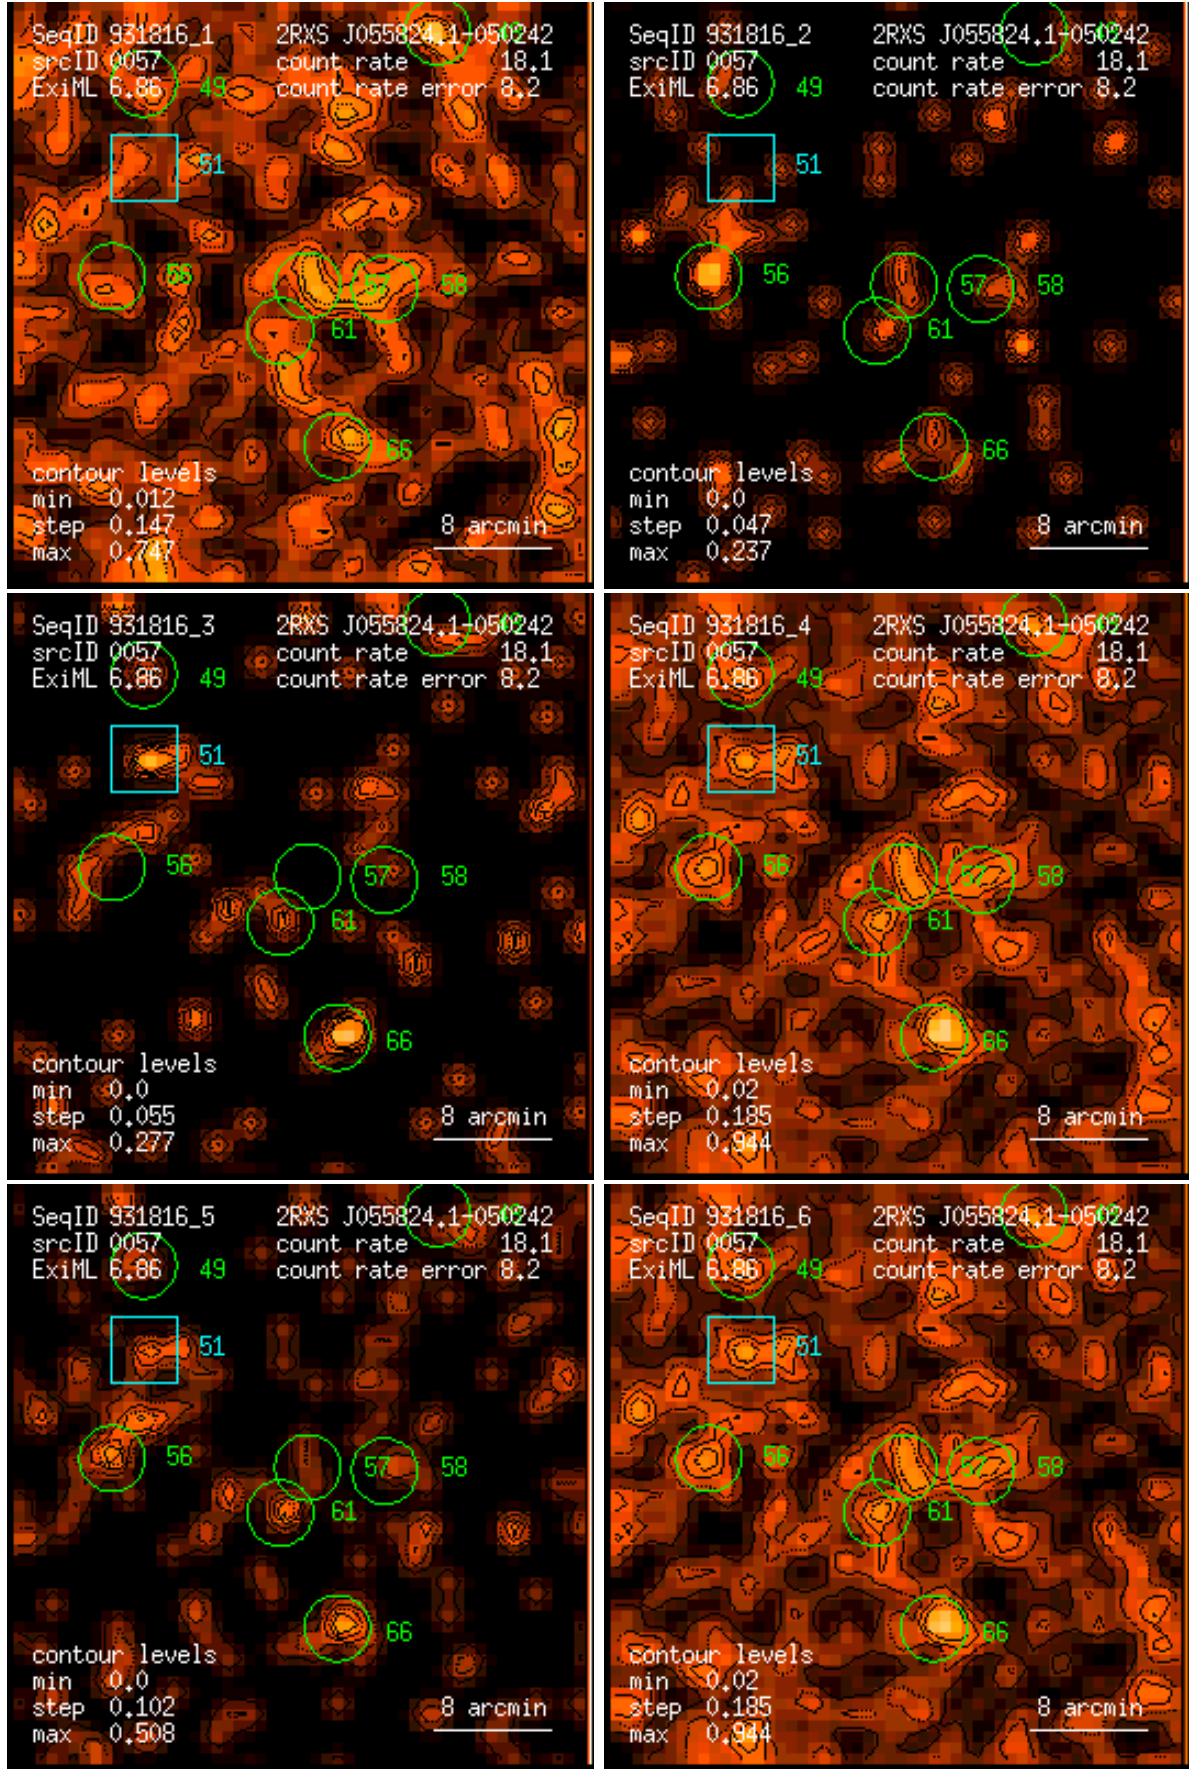 SeqID 931816_1 2RXS J055824.1-050242
srcID 0057 count rate 18.1
ExiML 6.86 49 count rate error 8.2
51
56 57 58
61
66
contour levels
min 0.012
step 0.147
max 0.747
8 arcmin
SeqID 931816_2 2RXS J055824.1-050242
srcID 0057 count rate 18.1
ExiML 6.86 49 count rate error 8.2
51
56 57 58
61
66
contour levels
min 0.0
step 0.047
max 0.237
8 arcmin
SeqID 931816_3 2RXS J055824.1-050242
srcID 0057 count rate 18.1
ExiML 6.86 49 count rate error 8.2
51
56 57 58
61
66
contour levels
min 0.0
step 0.055
max 0.277
8 arcmin
SeqID 931816_4 2RXS J055824.1-050242
srcID 0057 count rate 18.1
ExiML 6.86 49 count rate error 8.2
51
56 57 58
61
66
contour levels
min 0.02
step 0.185
max 0.944
8 arcmin
SeqID 931816_5 2RXS J055824.1-050242
srcID 0057 count rate 18.1
ExiML 6.86 49 count rate error 8.2
51
56 57 58
61
66
contour levels
min 0.0
step 0.102
max 0.508
8 arcmin
SeqID 931816_6 2RXS J055824.1-050242
srcID 0057 count rate 18.1
ExiML 6.86 49 count rate error 8.2
51
56 57 58
61
66
contour levels
min 0.02
step 0.185
max 0.944
8 arcmin